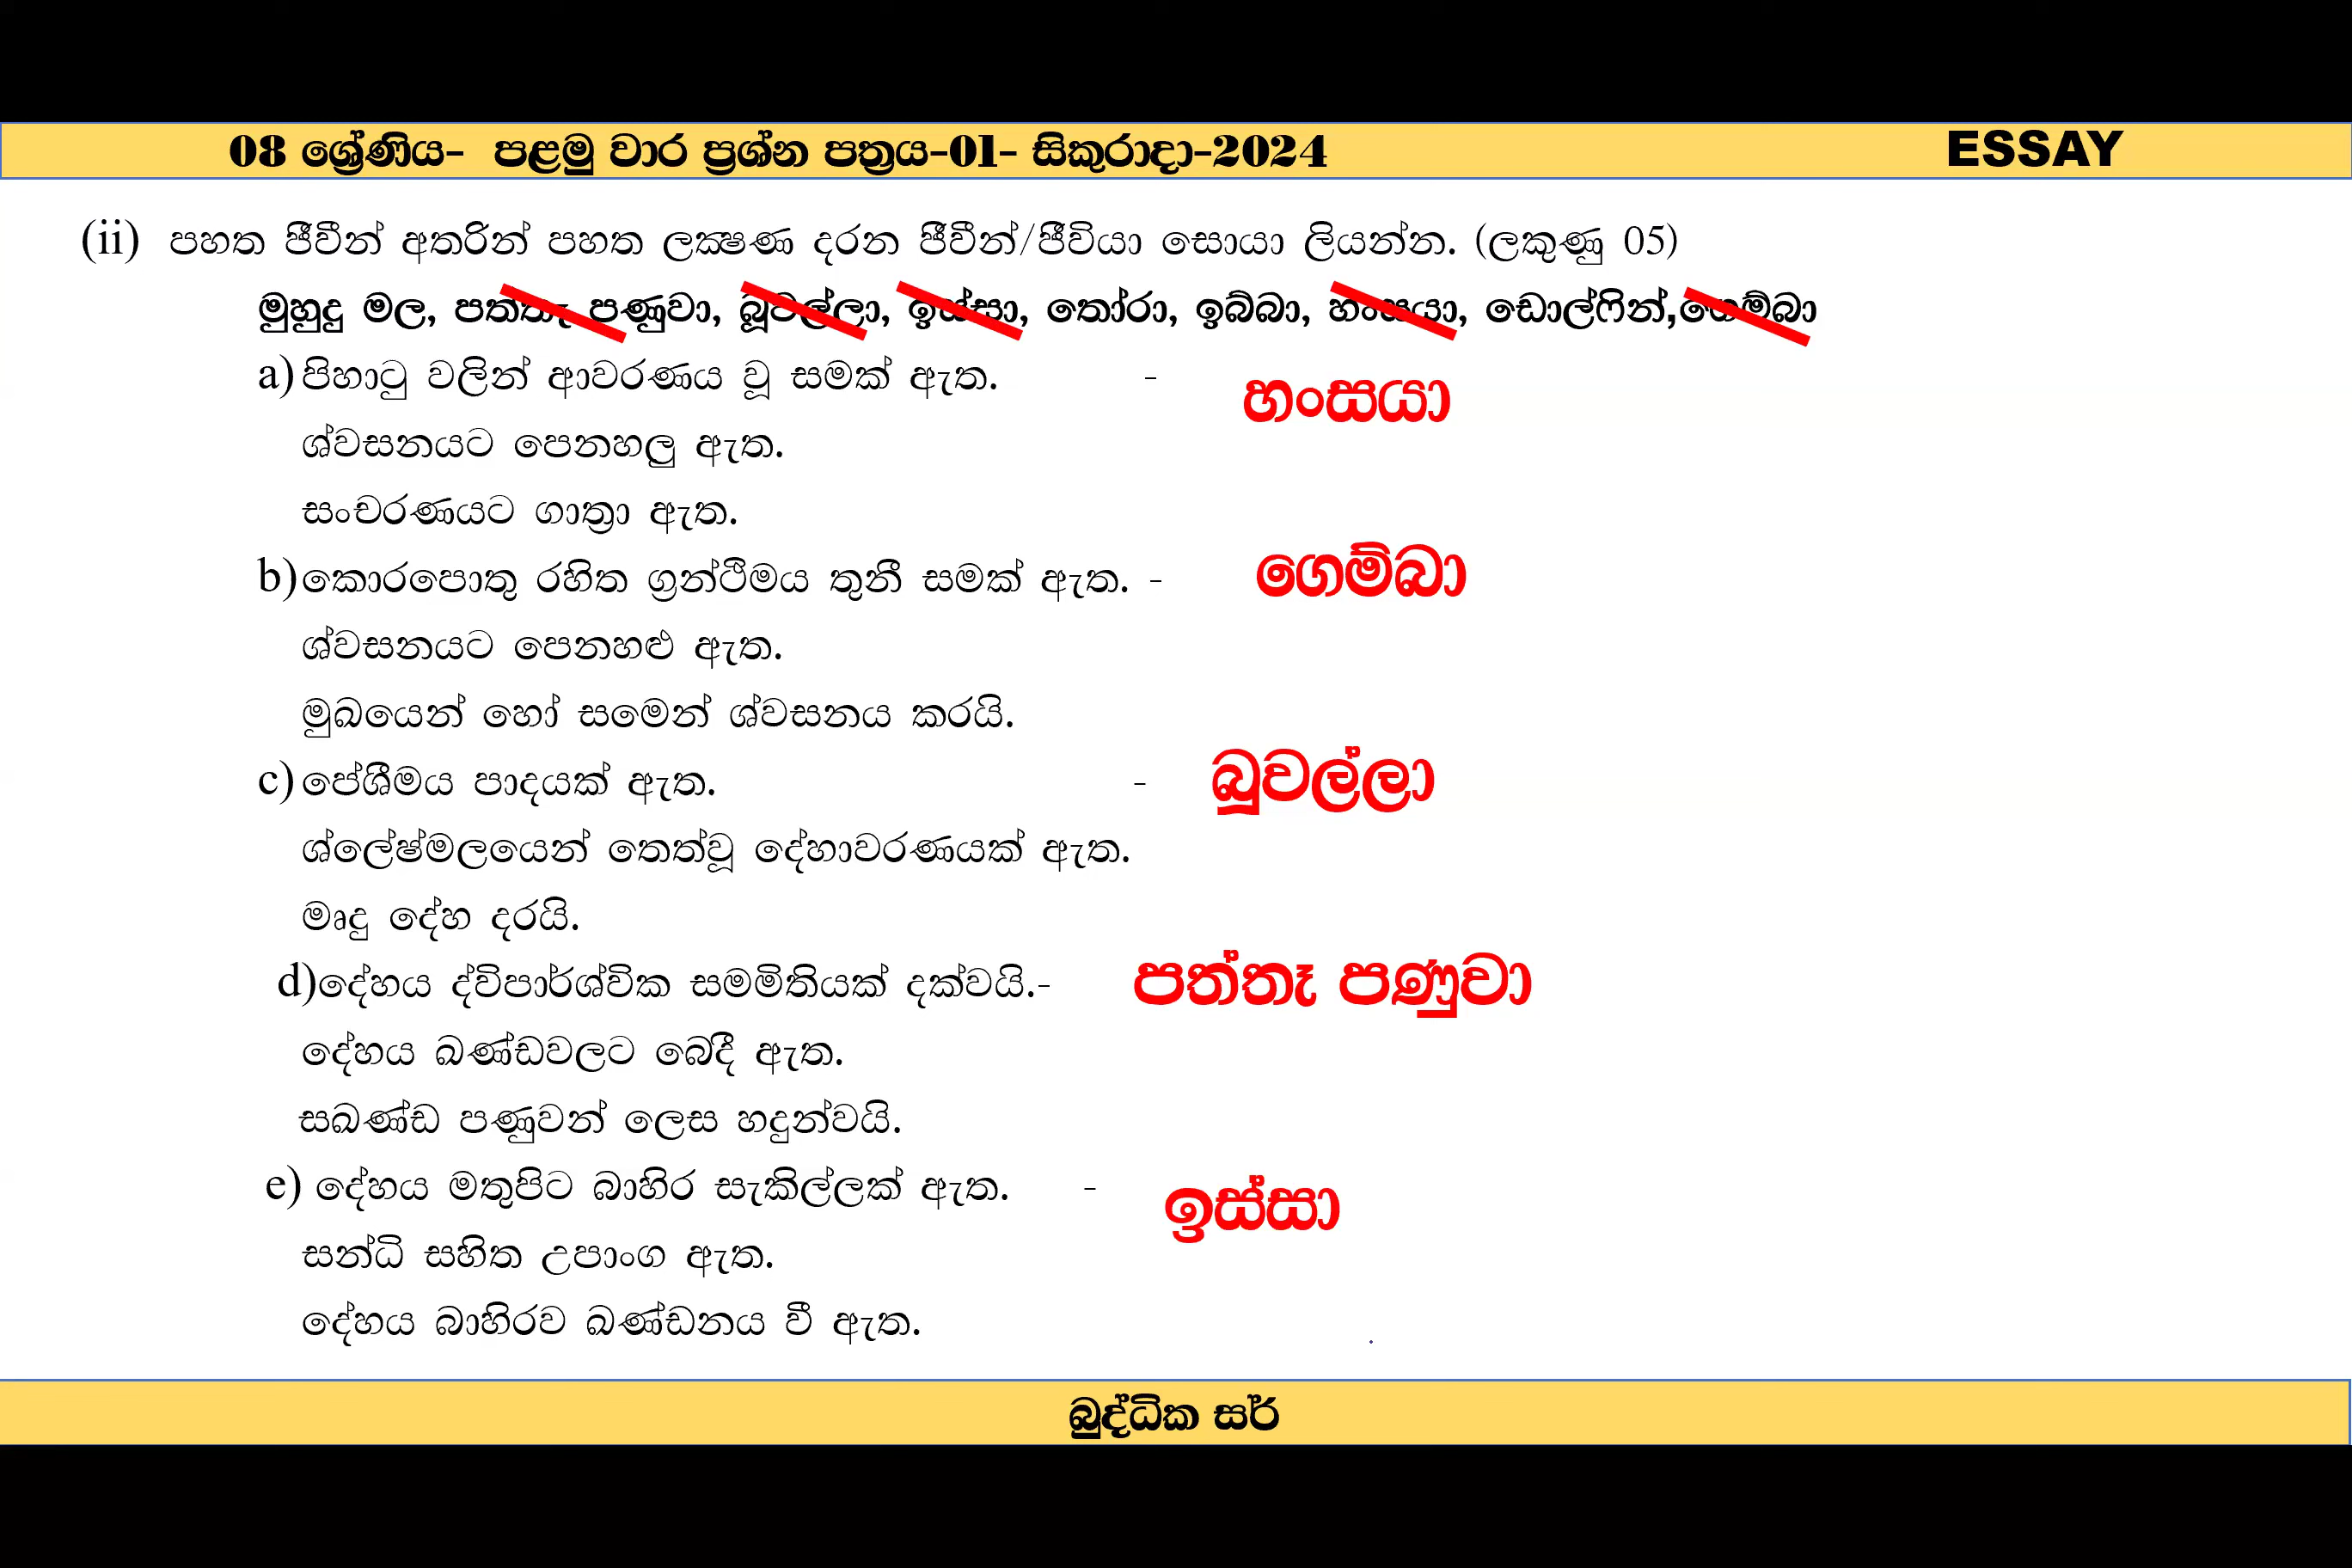 08 ශ්‍රේණිය- පළමු වාර ප්‍රශ්න පත්‍රය-01- සිකුරාදා-2024 ESSAY
(ii) පහත ජීවීන් අතරින් පහත ලක්‍ෂණ දරන ජීවීන්/ජීවියා සොයා ලියන්න. (ලකුණු 05)
මුහුදු මල, පත්තෑ පණුවා, බූවල්ලා, ඉස්සා, තෝරා, ඉබ්බා, හංසයා, ඩොල්ෆින්,ගෙම්බා
a) පිහාටු වලින් ආවරණය වූ සමක් ඇත. - හංසයා
ශ්වසනයට පෙනහලු ඇත.
සංචරණයට ගාත්‍රා ඇත.
b) කොරපොතු රහිත ග්‍රන්ථිමය තුනී සමක් ඇත. - ගෙම්බා
ශ්වසනයට පෙනහළු ඇත.
මුඛයෙන් හෝ සමෙන් ශ්වසනය කරයි.
c) පේශීමය පාදයක් ඇත. - බූවල්ලා
ශ්ලේෂ්මලයෙන් තෙත්වූ දේහාවරණයක් ඇත.
මෘදු දේහ දරයි.
d)දේහය ද්විපාර්ශ්වික සමමිතියක් දක්වයි.- පත්තෑ පණුවා
දේහය ඛණ්ඩවලට බෙදී ඇත.
සඛණ්ඩ පණුවන් ලෙස හදුන්වයි.
e) දේහය මතුපිට බාහිර සැකිල්ලක් ඇත. - ඉස්සා
සන්ධි සහිත උපාංග ඇත.
දේහය බාහිරව ඛණ්ඩනය වී ඇත.
බුද්ධික සර්